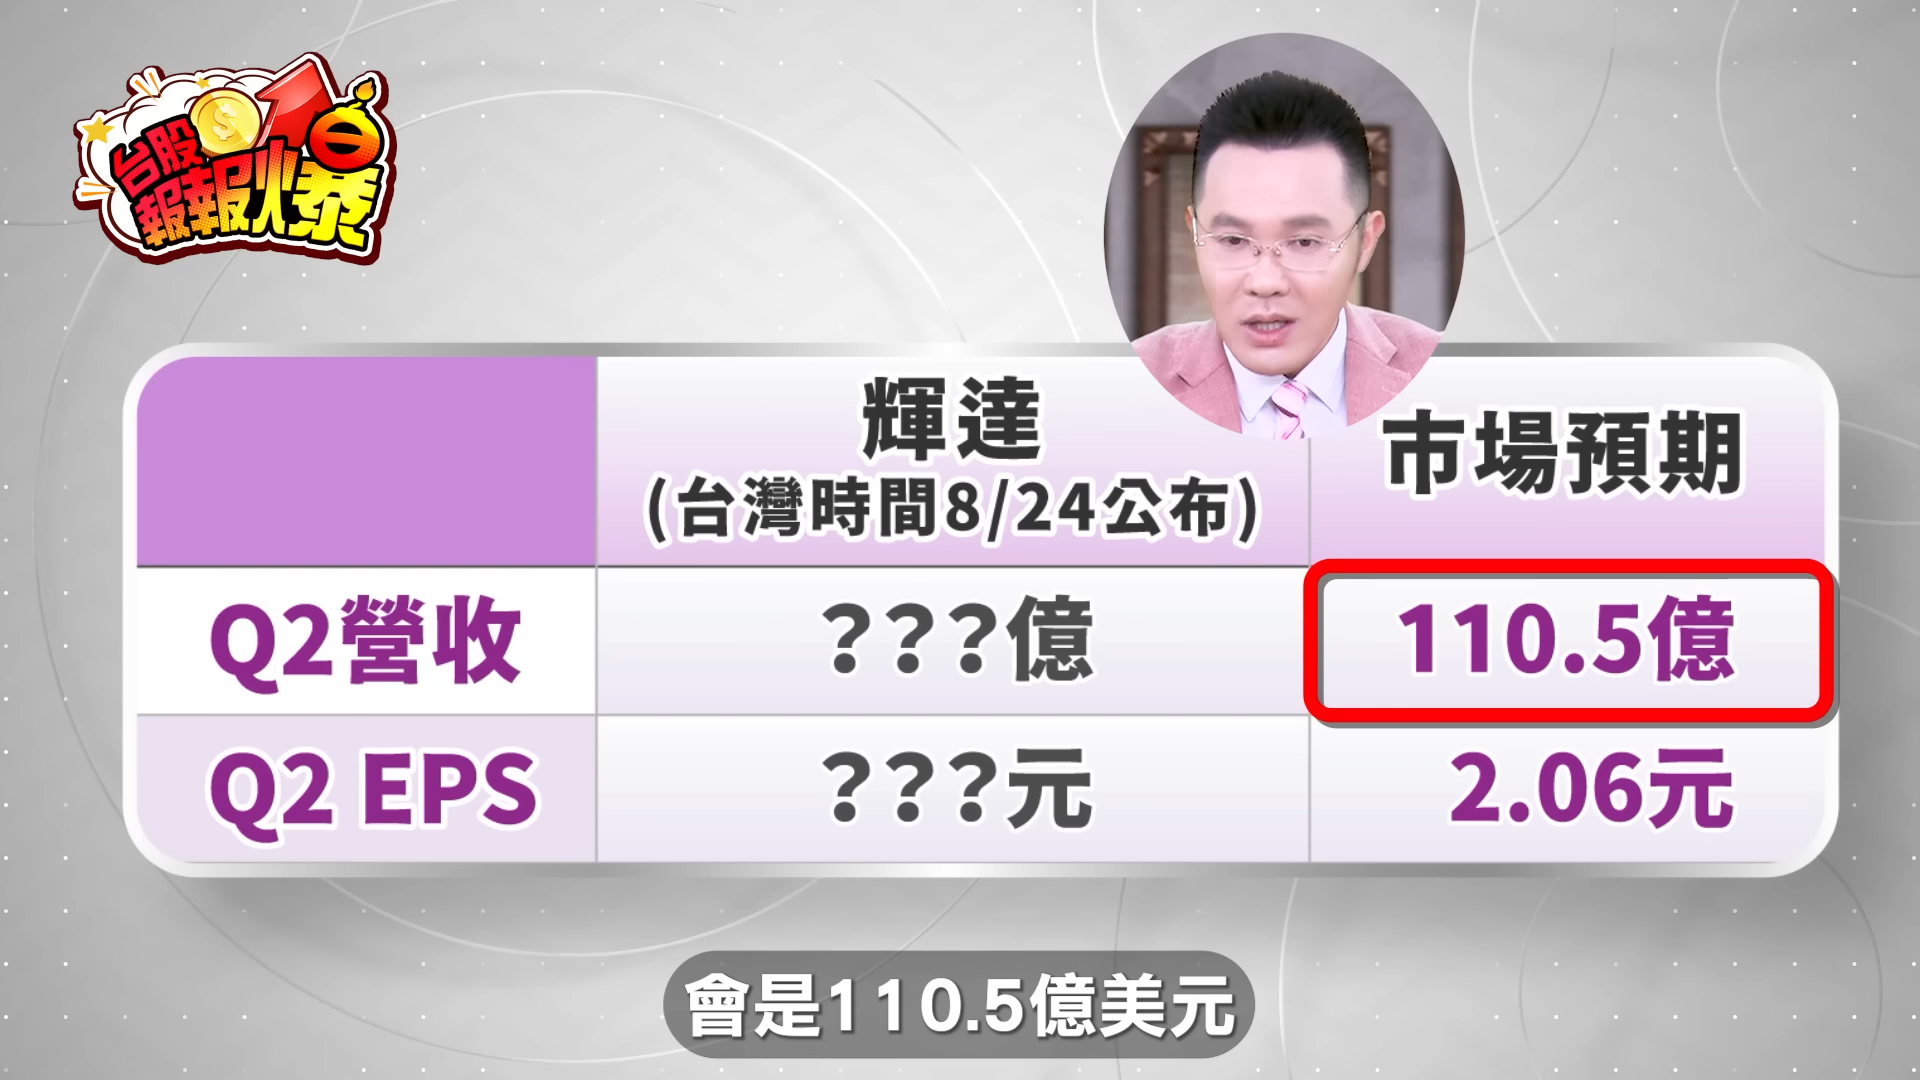 台股
報報爆
輝達
(台灣時間8/24公布)
市場預期
Q2營收
???億
110.5億
Q2 EPS
???元
2.06元
會是110.5億美元